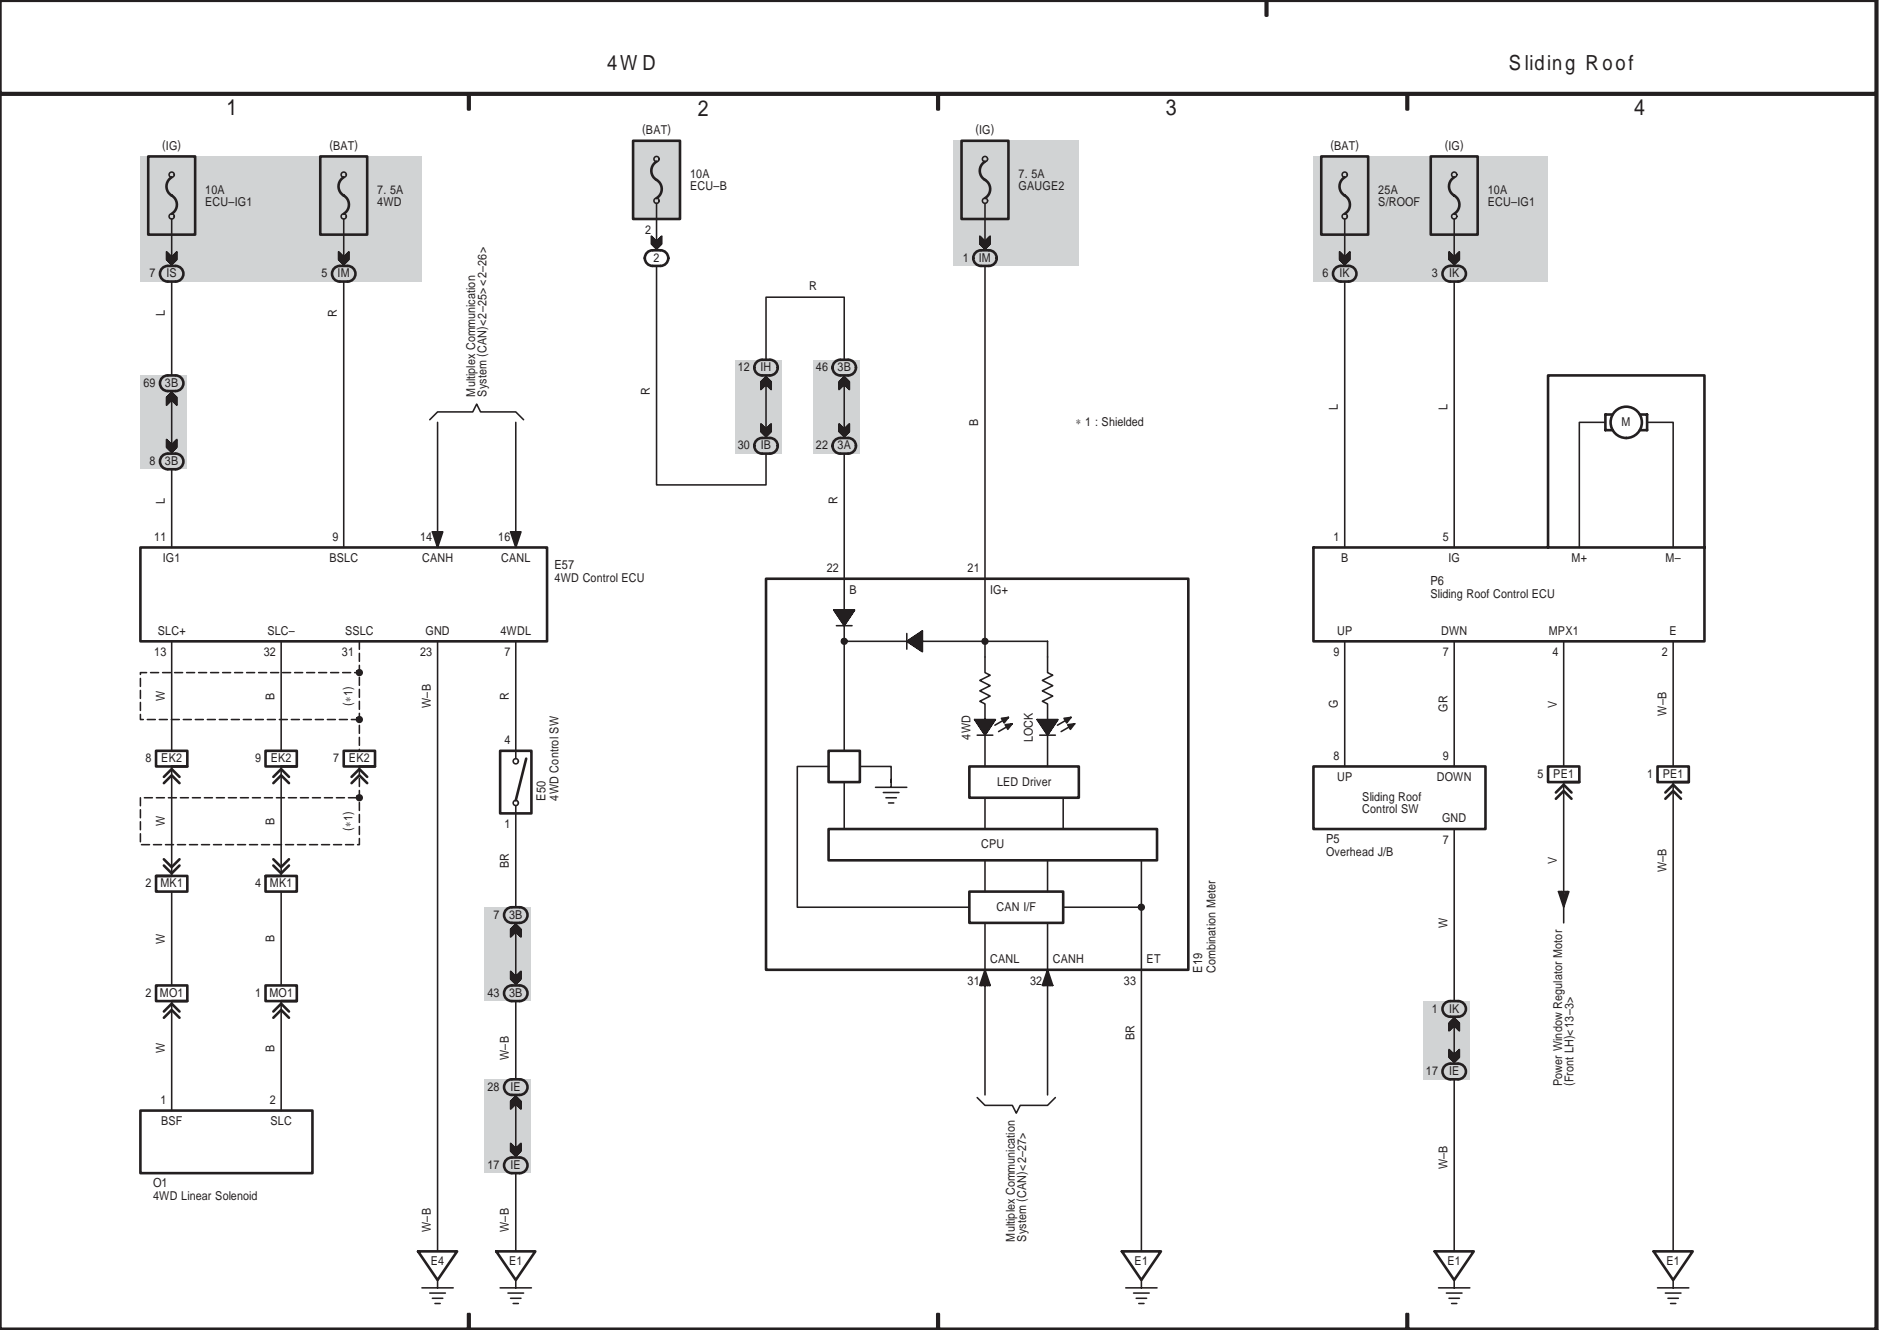 4WD
Sliding Roof
1
2
3
4
(IG)
10A
ECU–IG1
7 IS
(BAT)
7. 5A
4WD
5 IM
L
R
69 3B
8 3B
L
Multiplex Communication
System (CAN)<2–25><2–26>
11
9
14
16
IG1
BSLC
CANH
CANL
E57
4WD Control ECU
SLC+
SLC–
SSLC
GND
4WDL
13
32
31
23
7
W
B
(*1)
W–B
R
8 EK2
9 EK2
7 EK2
4
E50
4WD Control SW
1
W
B
(*1)
BR
2 MK1
4 MK1
7 3B
43 3B
W
B
2 MO1
1 MO1
W–B
W
B
28 IE
17 IE
1
2
BSF
SLC
O1
4WD Linear Solenoid
W–B
W–B
E4
E1
(BAT)
10A
ECU–B
2
2
R
R
12 IH
30 IB
46 3B
22 3A
R
(IG)
7. 5A
GAUGE2
1 IM
B
* 1 : Shielded
22
21
B
IG+
4WD
LOCK
LED Driver
CPU
CAN I/F
CANL
CANH
ET
E19
Combination Meter
31
32
33
BR
Multiplex Communication
System (CAN)<2–27>
E1
(BAT)
25A
S/ROOF
6 IK
(IG)
10A
ECU–IG1
3 IK
L
L
M
1
5
B
IG
M+
M–
P6
Sliding Roof Control ECU
UP
DWN
MPX1
E
9
7
4
2
G
GR
V
W–B
8
9
UP
DOWN
Sliding Roof
Control SW
GND
P5
Overhead J/B
7
5 PE1
1 PE1
V
W–B
W
1 IK
17 IE
Power Window Regulator Motor
(Front LH)<13–3>
W–B
E1
E1